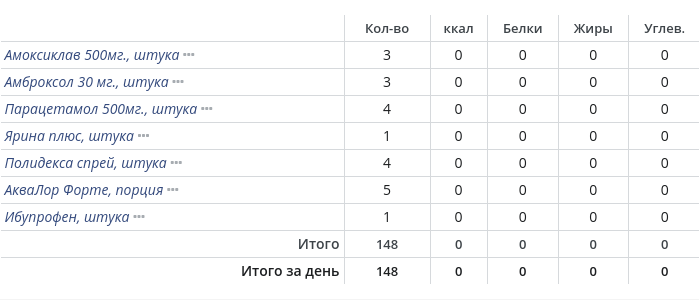 Кол-во ккал Белки Жиры Углев.
Амоксиклав 500мг., штука 3 0 0 0 0
Амброксол 30 мг., штука 3 0 0 0 0
Парацетамол 500мг., штука 4 0 0 0 0
Ярина плюс, штука 1 0 0 0 0
Полидекса спрей, штука 4 0 0 0 0
АкваЛор Форте, порция 5 0 0 0 0
Ибупрофен, штука 1 0 0 0 0
Итого 148 0 0 0 0
Итого за день 148 0 0 0 0